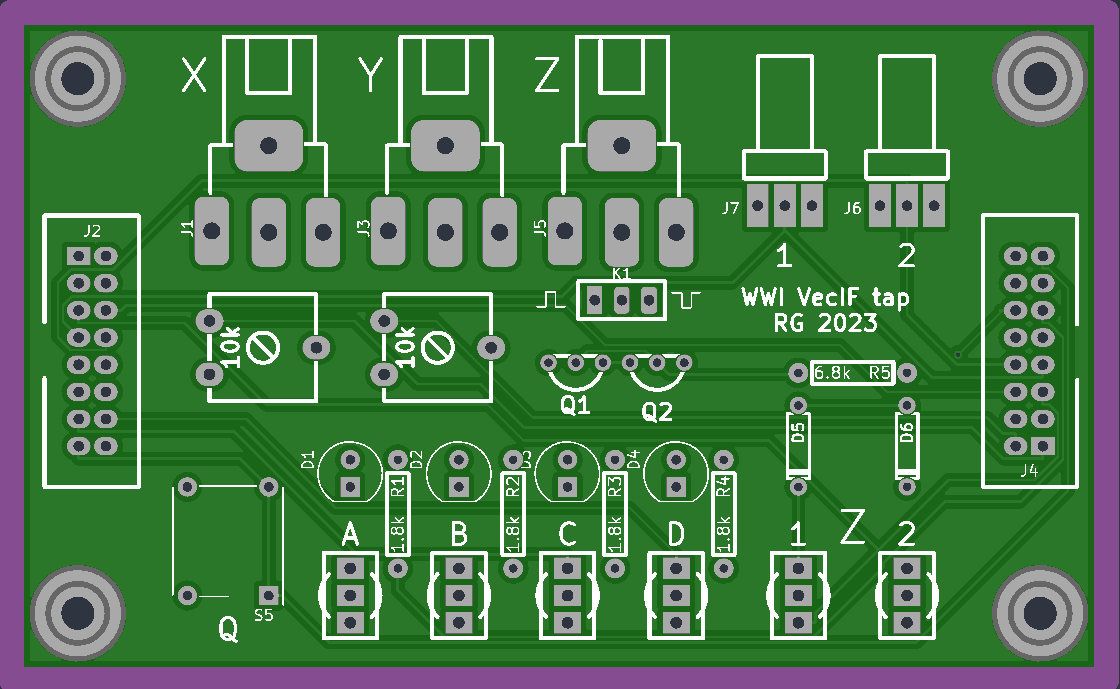 X Y Z
J1 J3 J5 J7 J6
J2
1 2
K1
WWI VecIF tap
RG 2023
10k 10k
6.8k R5
Q1 Q2
D5 D6
D1 D2 D3 D4
R1 R2 R3 R4
J4
1.8k 1.8k 1.8k 1.8k
A B C D 1 Z 2
S5
Q